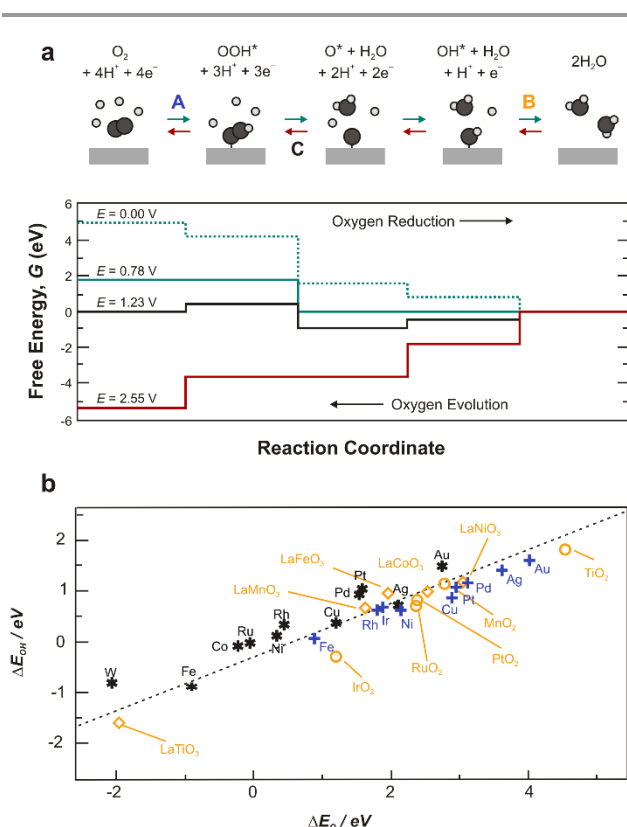 a
O₂
+ 4H⁺ + 4e⁻
OOH*
+ 3H⁺ + 3e⁻
O* + H₂O
+ 2H⁺ + 2e⁻
OH* + H₂O
+ H⁺ + e⁻
2H₂O
A
B
C
6
4
2
0
-2
-4
-6
Free Energy, G (eV)
E = 0.00 V
E = 0.78 V
E = 1.23 V
E = 2.55 V
Oxygen Reduction
Oxygen Evolution
Reaction Coordinate
b
2
1
0
-1
-2
ΔE_OH / eV
LaNiO₃
LaCoO₃
Au
LaFeO₃
TiO₂
Pt
Pd
Ag
Au
LaMnO₃
Pd
Ag
Rh
Cu
Pt
Ru
Rh
Ir
Ni
Cu
MnO₂
Co
Ni
Fe
PtO₂
RuO₂
W
Fe
IrO₂
LaTiO₃
-2
0
2
4
ΔE_O / eV